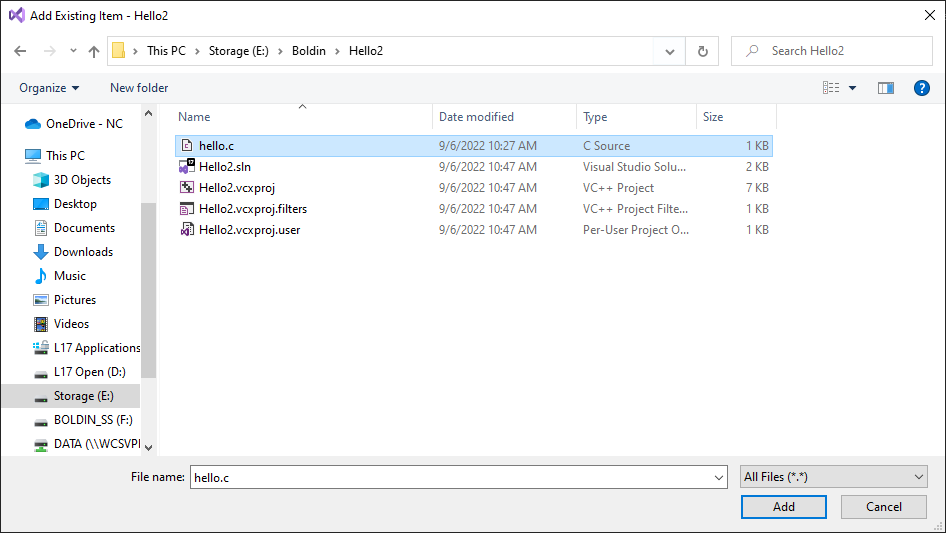 Add Existing Item - Hello2
This PC > Storage (E:) > Boldin > Hello2
Search Hello2
Organize
New folder
OneDrive - NC
This PC
3D Objects
Desktop
Documents
Downloads
Music
Pictures
Videos
L17 Applications
L17 Open (D:)
Storage (E:)
BOLDIN_SS (F:)
DATA (\\WCSVPI
Name Date modified Type Size
hello.c 9/6/2022 10:27 AM C Source 1 KB
Hello2.sln 9/6/2022 10:47 AM Visual Studio Solu... 2 KB
Hello2.vcxproj 9/6/2022 10:47 AM VC++ Project 7 KB
Hello2.vcxproj.filters 9/6/2022 10:47 AM VC++ Project Filte... 1 KB
Hello2.vcxproj.user 9/6/2022 10:47 AM Per-User Project O... 1 KB
File name: hello.c
All Files (*.*)
Add
Cancel